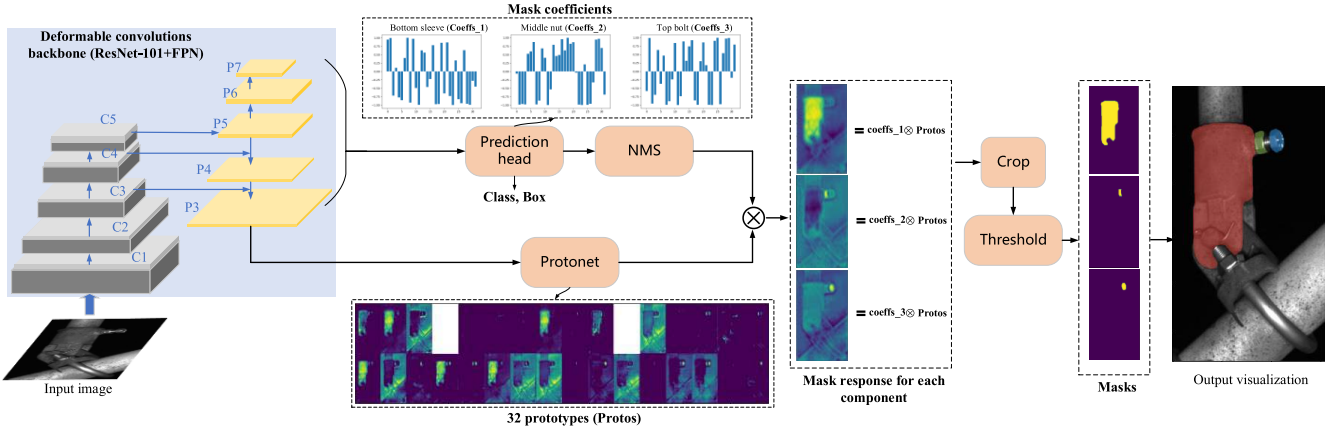 Deformable convolutions
backbone (ResNet-101+FPN)
P7
P6
P5
P4
P3
C5
C4
C3
C2
C1
Input image
Mask coefficients
Bottom sleeve (Coeffs_1)
Middle nut (Coeffs_2)
Top bolt (Coeffs_3)
Prediction
head
NMS
Class, Box
Protonet
32 prototypes (Protos)
= coeffs_1⊗ Protos
= coeffs_2⊗ Protos
= coeffs_3⊗ Protos
Mask response for each
component
Crop
Threshold
Masks
Output visualization